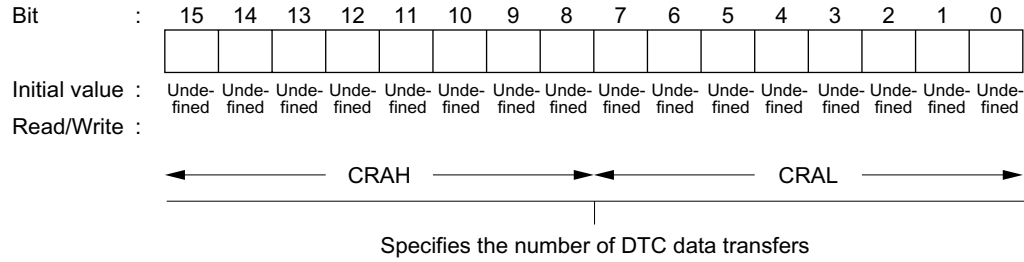 Bit : 15 14 13 12 11 10 9 8 7 6 5 4 3 2 1 0
Initial value : Unde- Unde- Unde- Unde- Unde- Unde- Unde- Unde- Unde- Unde- Unde- Unde- Unde- Unde- Unde- Unde-
fined fined fined fined fined fined fined fined fined fined fined fined fined fined fined fined
Read/Write :
CRAH CRAL
Specifies the number of DTC data transfers